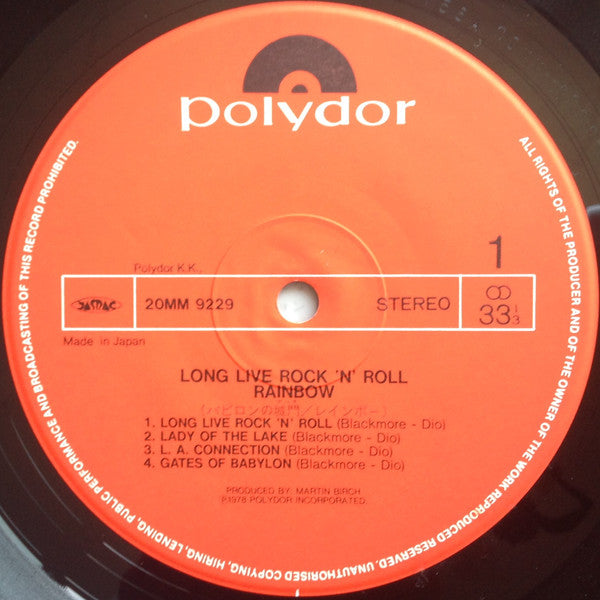 polydor
ALL RIGHTS OF THE PRODUCER AND OF THE OWNER OF THE WORK REPRODUCED RESERVED. UNAUTHORISED COPYING, HIRING, LENDING, PUBLIC PERFORMANCE AND BROADCASTING OF THIS RECORD PROHIBITED.
1
Polydor K.K.,
JASRAC
20MM 9229
STEREO
33 1/3
Made in Japan
LONG LIVE ROCK 'N' ROLL
RAINBOW
(バビロンの城門/レインボー)
1. LONG LIVE ROCK 'N' ROLL (Blackmore - Dio)
2. LADY OF THE LAKE (Blackmore - Dio)
3. L. A. CONNECTION (Blackmore - Dio)
4. GATES OF BABYLON (Blackmore - Dio)
PRODUCED BY: MARTIN BIRCH
℗1978 POLYDOR INCORPORATED.